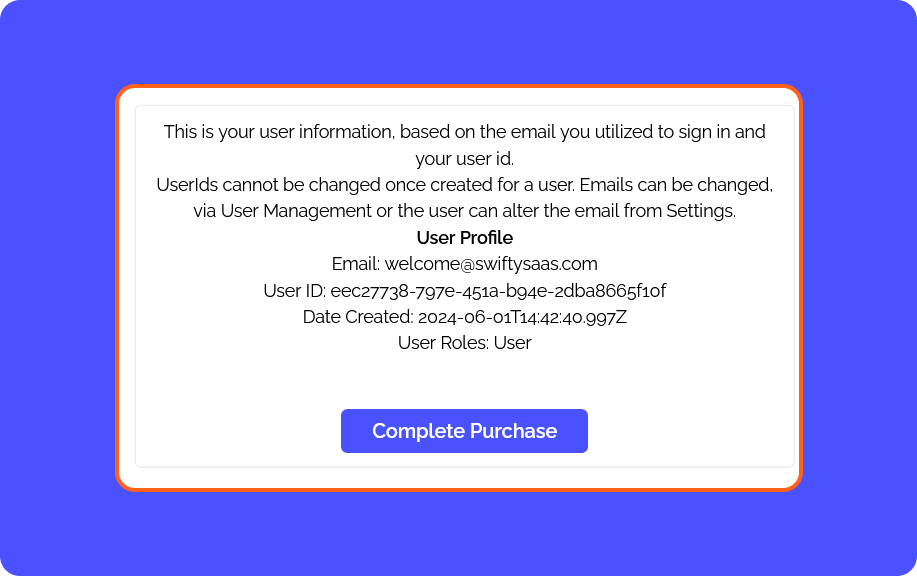 This is your user information, based on the email you utilized to sign in and
your user id.
UserIds cannot be changed once created for a user. Emails can be changed,
via User Management or the user can alter the email from Settings.
User Profile
Email: welcome@swiftysaas.com
User ID: eec27738-797e-451a-b94e-2dba8665f10f
Date Created: 2024-06-01T14:42:40.997Z
User Roles: User
Complete Purchase